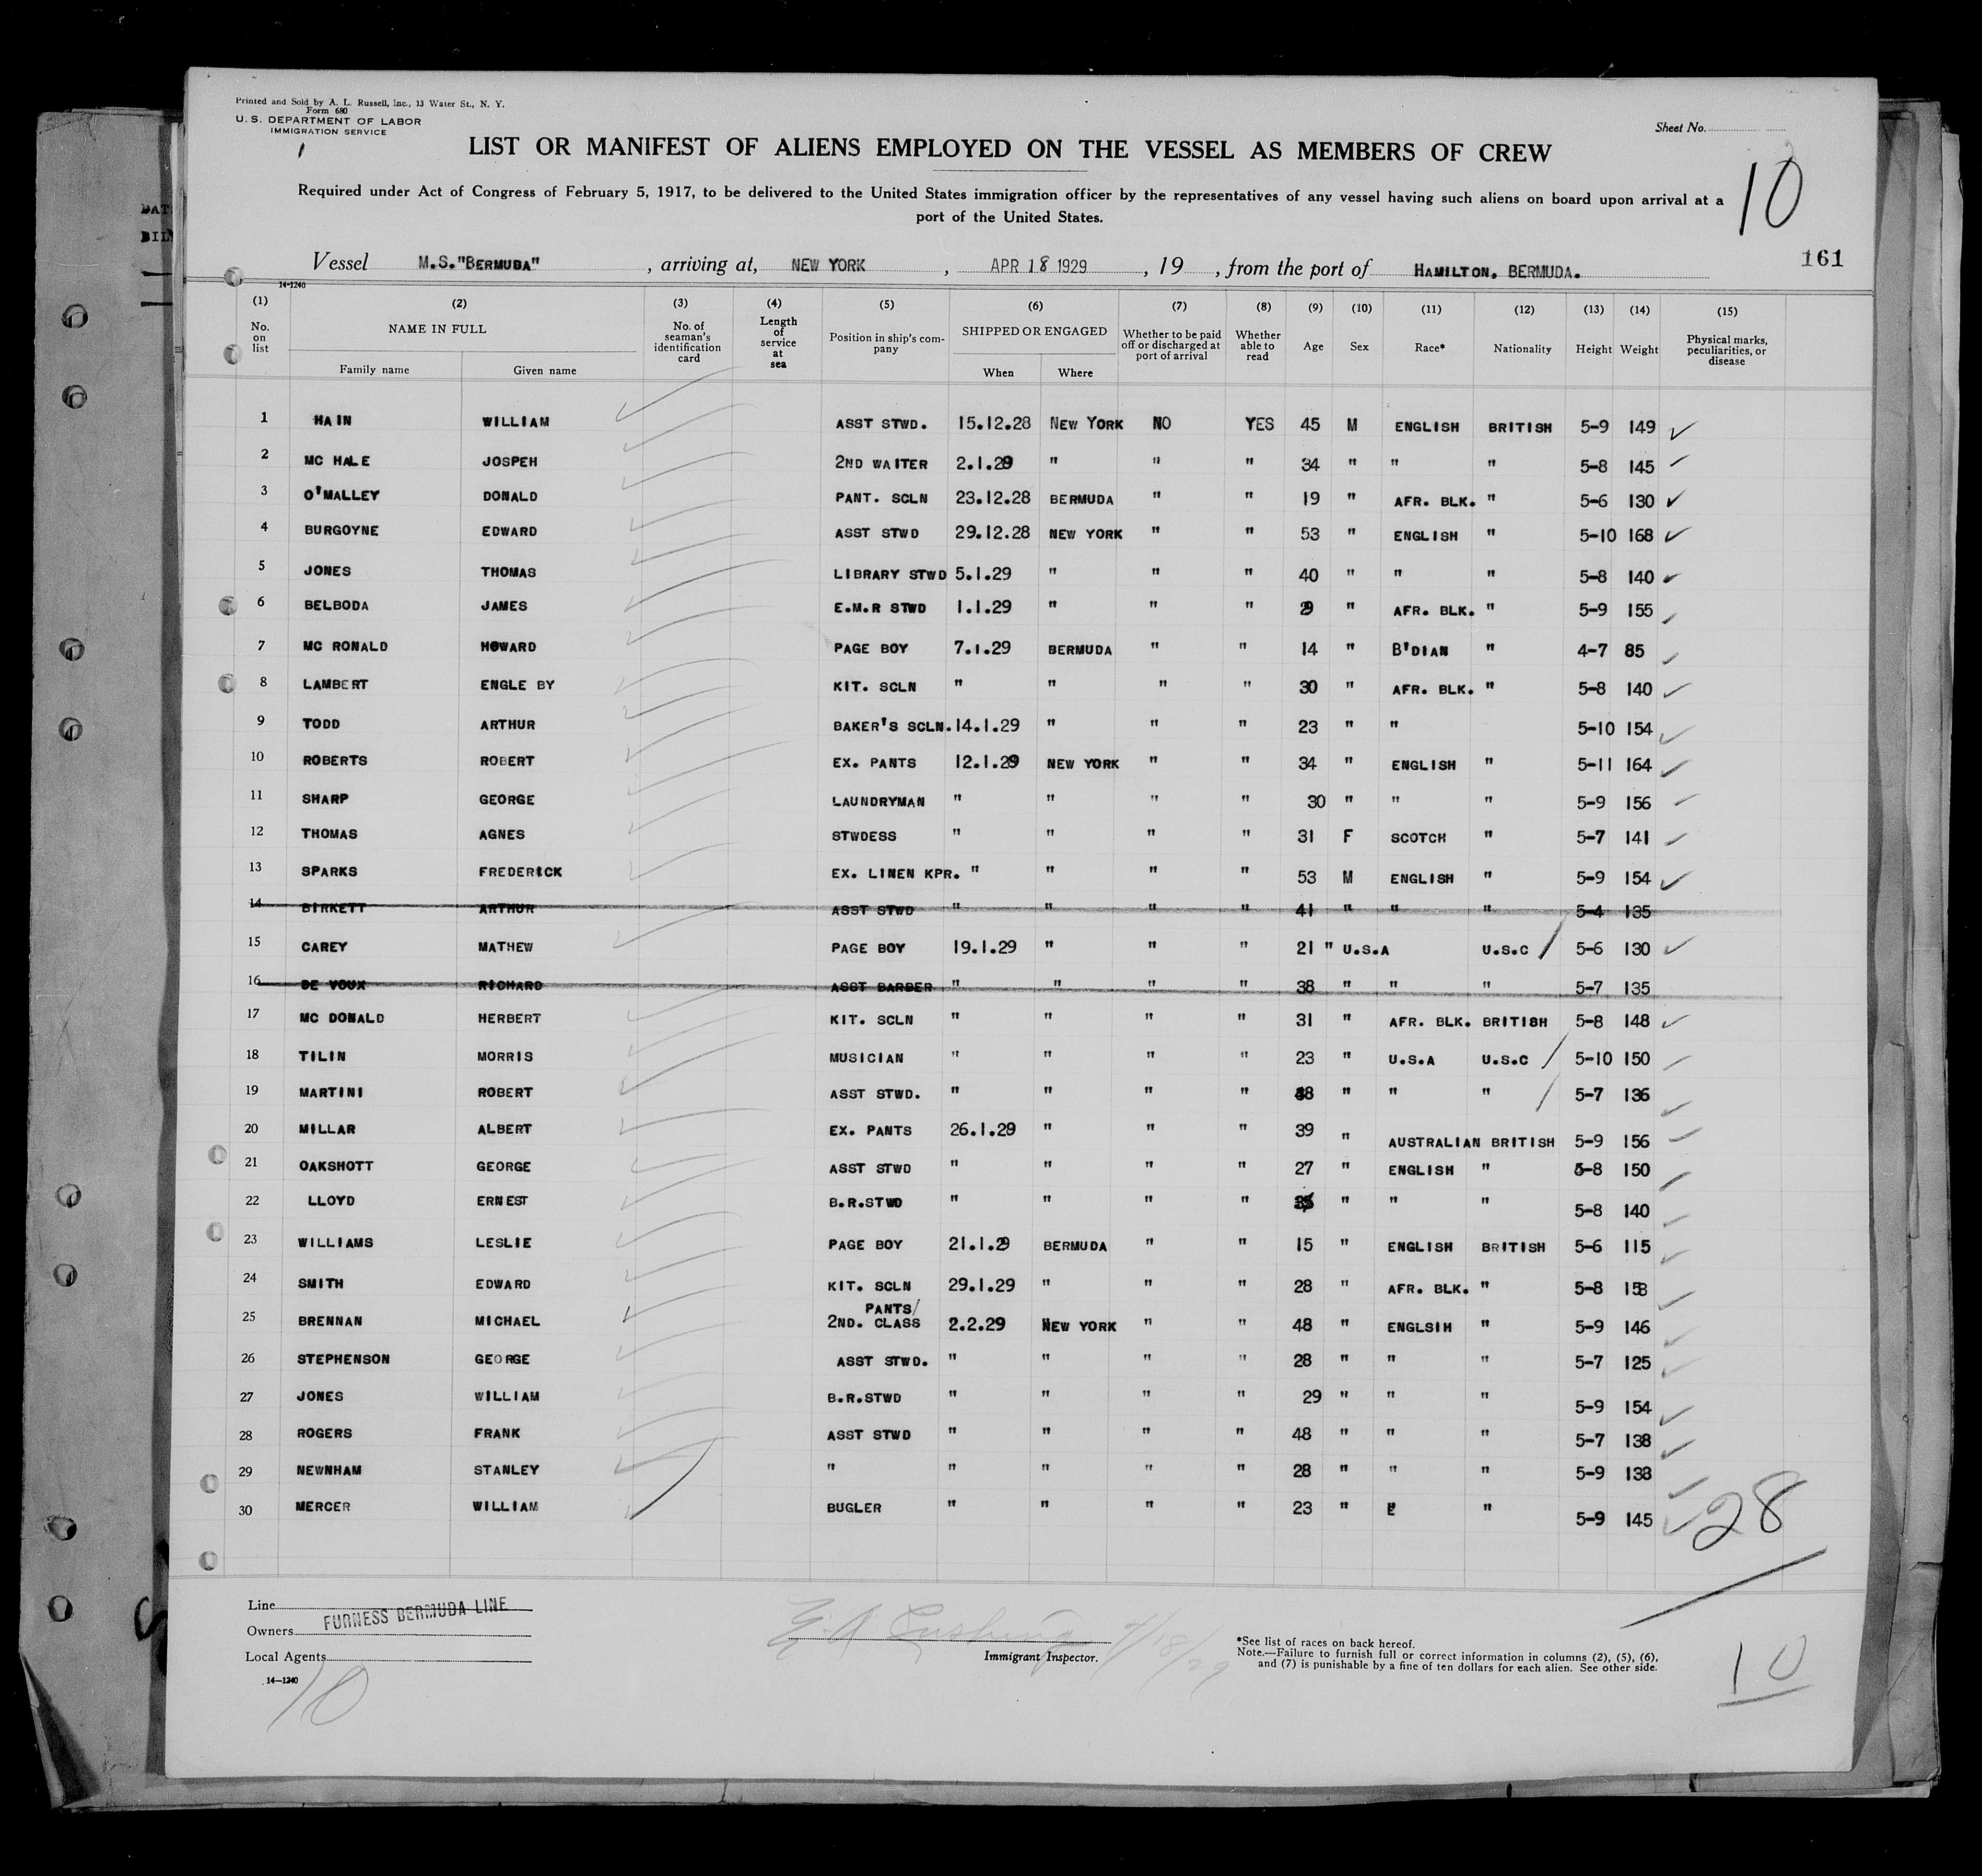 Printed and Sold by A. L. Russell, Inc., 13 Water St., N. Y.
Form 680
U. S. DEPARTMENT OF LABOR
IMMIGRATION SERVICE
Sheet No.
LIST OR MANIFEST OF ALIENS EMPLOYED ON THE VESSEL AS MEMBERS OF CREW
10
Required under Act of Congress of February 5, 1917, to be delivered to the United States immigration officer by the representatives of any vessel having such aliens on board upon arrival at a
port of the United States.
161
Vessel M.S."BERMUDA" , arriving at, NEW YORK , APR 18 1929 , 19 , from the port of HAMILTON, BERMUDA.
14-1240
(1) (2) (3) (4) (5) (6) (7) (8) (9) (10) (11) (12) (13) (14) (15)
No. on list NAME IN FULL Family name Given name No. of seaman's identification card Length of service at sea Position in ship's company SHIPPED OR ENGAGED When Where Whether to be paid off or discharged at port of arrival Whether able to read Age Sex Race* Nationality Height Weight Physical marks, peculiarities, or disease
1 HAIN WILLIAM ASST STWD. 15.12.28 NEW YORK NO YES 45 M ENGLISH BRITISH 5-9 149
2 MC HALE JOSPEH 2ND WAITER 2.1.29 " " " 34 " " " 5-8 145
3 O'MALLEY DONALD PANT. SCLN 23.12.28 BERMUDA " " 19 " AFR. BLK. " 5-6 130
4 BURGOYNE EDWARD ASST STWD 29.12.28 NEW YORK " " 53 " ENGLISH " 5-10 168
5 JONES THOMAS LIBRARY STWD 5.1.29 " " " 40 " " " 5-8 140
6 BELBODA JAMES E.M.R STWD 1.1.29 " " " " AFR. BLK. " 5-9 155
7 MC RONALD HOWARD PAGE BOY 7.1.29 BERMUDA " " 14 " B'DIAN " 4-7 85
8 LAMBERT ENGLE BY KIT. SCLN " " " " 30 " AFR. BLK. " 5-8 140
9 TODD ARTHUR BAKER'S SCLN. 14.1.29 " " " 23 " " 5-10 154
10 ROBERTS ROBERT EX. PANTS 12.1.29 NEW YORK " " 34 " ENGLISH " 5-11 164
11 SHARP GEORGE LAUNDRYMAN " " " " 30 " " " 5-9 156
12 THOMAS AGNES STWDESS " " " " 31 F SCOTCH " 5-7 141
13 SPARKS FREDERICK EX. LINEN KPR. " " " " 53 M ENGLISH " 5-9 154
14 BIRKETT ARTHUR ASST STWD " " " " 41 " " " 5-4 135
15 CAREY MATHEW PAGE BOY 19.1.29 " " " 21 " U.S.A U.S.C 5-6 130
16 DE VOUX RICHARD ASST BARBER " " " " 38 " " " 5-7 135
17 MC DONALD HERBERT KIT. SCLN " " " " 31 " AFR. BLK. BRITISH 5-8 148
18 TILIN MORRIS MUSICIAN " " " " 23 " U.S.A U.S.C 5-10 150
19 MARTINI ROBERT ASST STWD. " " " " " " " 5-7 136
20 MILLAR ALBERT EX. PANTS 26.1.29 " " " 39 " AUSTRALIAN BRITISH 5-9 156
21 OAKSHOTT GEORGE ASST STWD " " " " 27 " ENGLISH " 5-8 150
22 LLOYD ERNEST B.R.STWD " " " " " " " 5-8 140
23 WILLIAMS LESLIE PAGE BOY 21.1.29 BERMUDA " " 15 " ENGLISH BRITISH 5-6 115
24 SMITH EDWARD KIT. SCLN 29.1.29 " " " 28 " AFR. BLK. " 5-8 158
PANTS/
25 BRENNAN MICHAEL 2ND. CLASS 2.2.29 NEW YORK " " 48 " ENGLSIH " 5-9 146
26 STEPHENSON GEORGE ASST STWD. " " " " 28 " " " 5-7 125
27 JONES WILLIAM B.R.STWD " " " " 29 " " " 5-9 154
28 ROGERS FRANK ASST STWD " " " " 48 " " " 5-7 138
29 NEWNHAM STANLEY " " " " " 28 " " " 5-9 138
30 MERCER WILLIAM BUGLER " " " " 23 " " 5-9 145
28
Line
FURNESS BERMUDA LINE
Owners
Local Agents
14-1240
10
E. A. Cushing 4/18/29
Immigrant Inspector.
*See list of races on back hereof.
Note.—Failure to furnish full or correct information in columns (2), (5), (6),
and (7) is punishable by a fine of ten dollars for each alien. See other side.
10